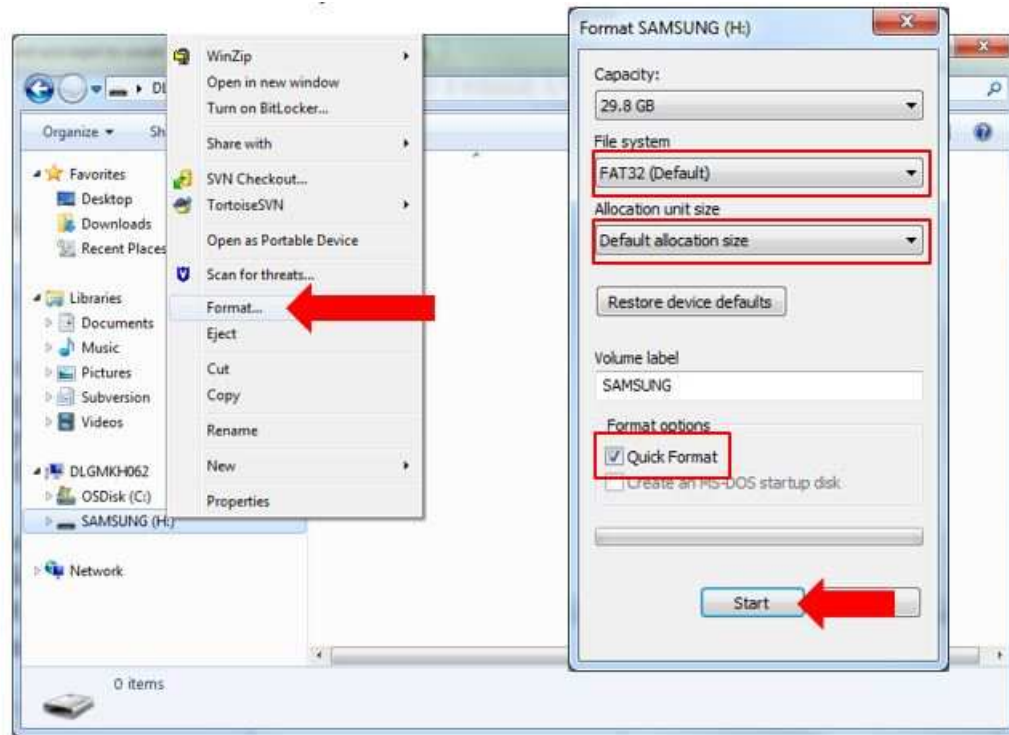 DL
Organize
Sh
Favorites
Desktop
Downloads
Recent Places
Libraries
Documents
Music
Pictures
Subversion
Videos
DLGMKH062
OSDisk (C:)
SAMSUNG (H:)
Network
0 items
WinZip
Open in new window
Turn on BitLocker...
Share with
SVN Checkout...
TortoiseSVN
Open as Portable Device
Scan for threats...
Format...
Eject
Cut
Copy
Rename
New
Properties
Format SAMSUNG (H:)
Capacity:
29.8 GB
File system
FAT32 (Default)
Allocation unit size
Default allocation size
Restore device defaults
Volume label
SAMSUNG
Format options
Quick Format
Create an MS-DOS startup disk
Start